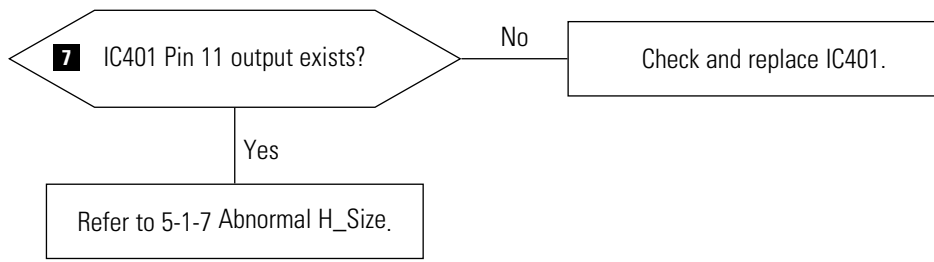 7 IC401 Pin 11 output exists?
No
Check and replace IC401.
Yes
Refer to 5-1-7 Abnormal H_Size.